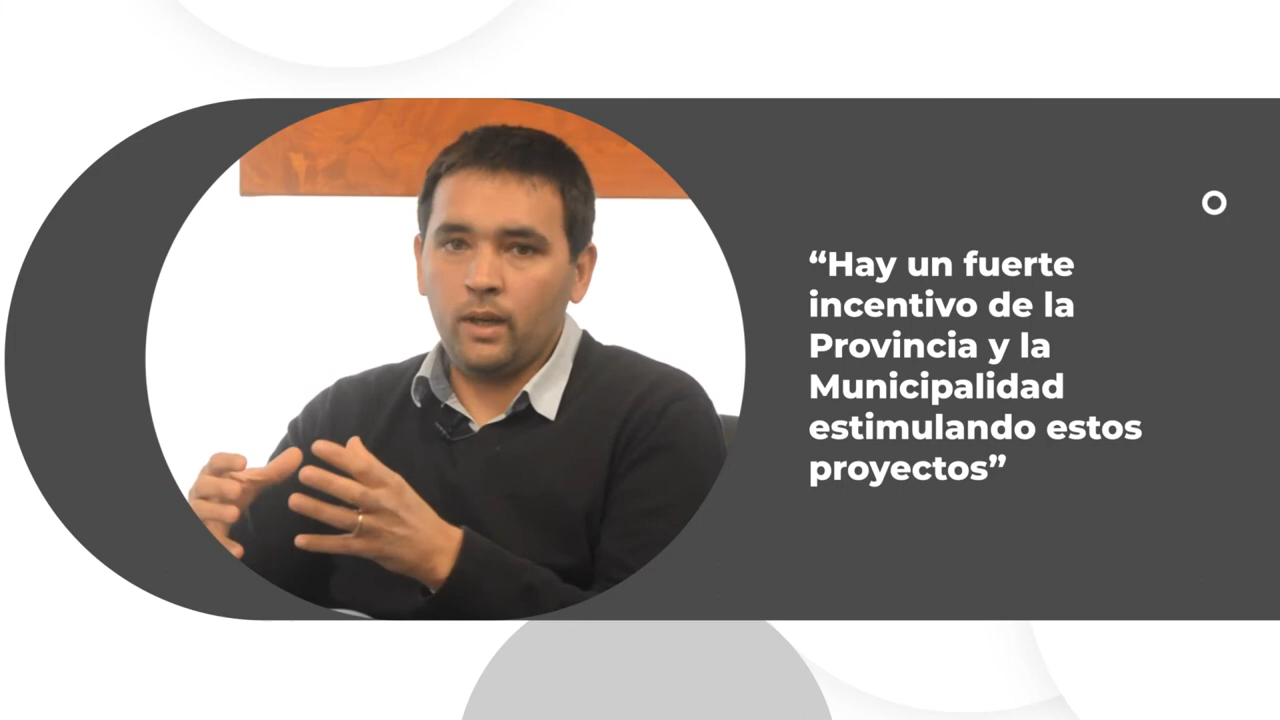 “Hay un fuerte
incentivo de la
Provincia y la
Municipalidad
estimulando estos
proyectos”